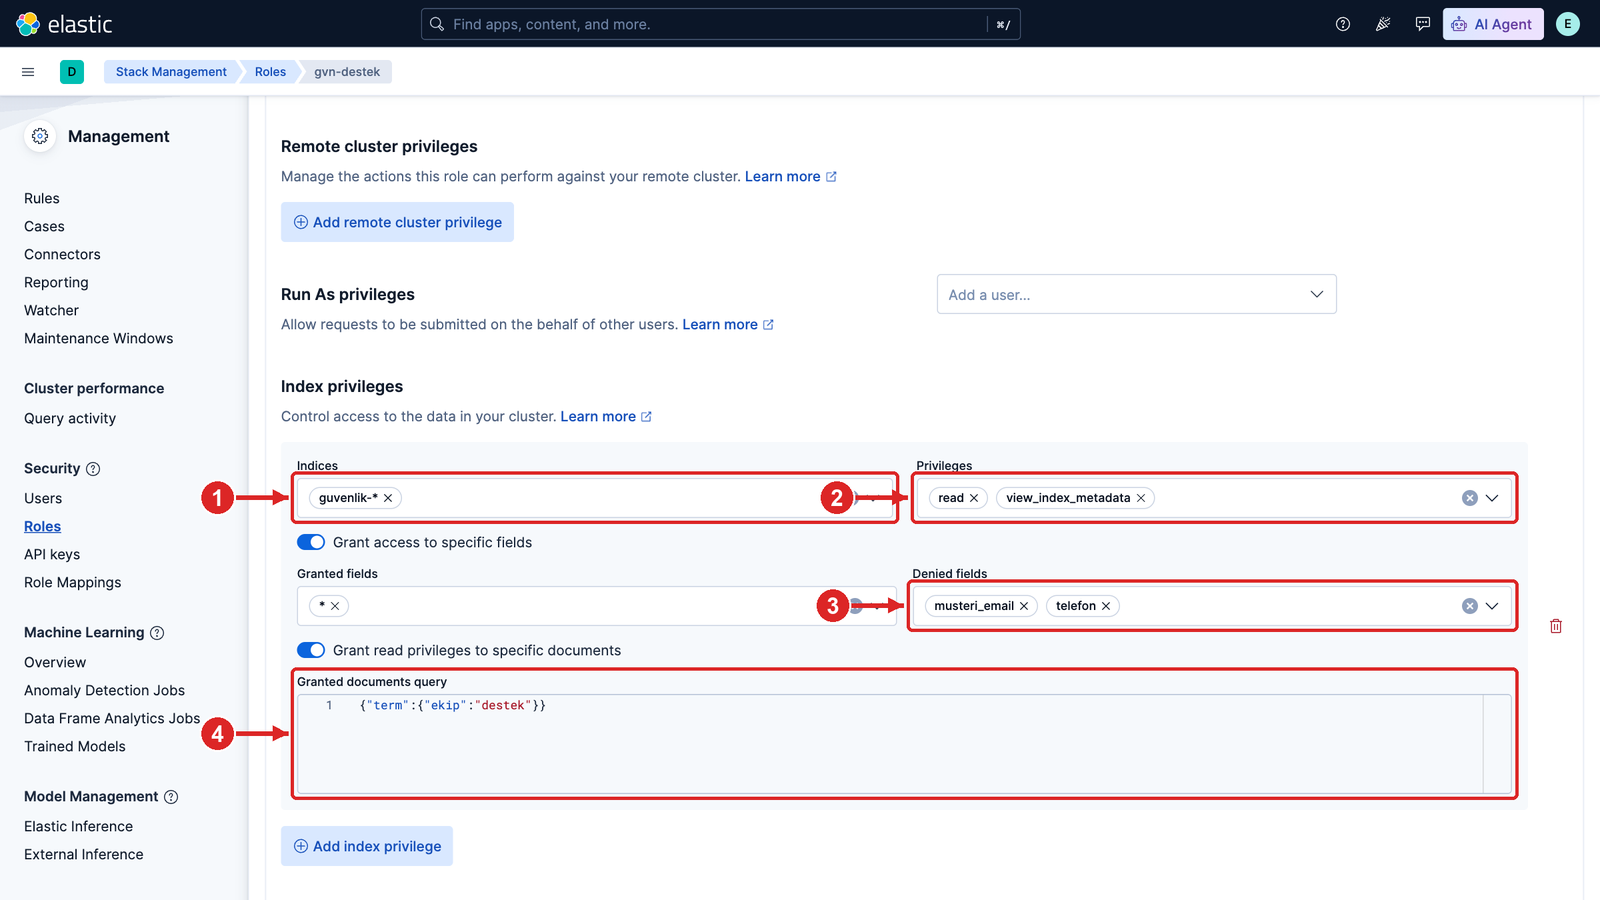 elastic
Find apps, content, and more.
⌘/
AI Agent
E
D
Stack Management
Roles
gvn-destek
Management
Rules
Cases
Connectors
Reporting
Watcher
Maintenance Windows
Cluster performance
Query activity
Security
Users
Roles
API keys
Role Mappings
Machine Learning
Overview
Anomaly Detection Jobs
Data Frame Analytics Jobs
Trained Models
Model Management
Elastic Inference
External Inference
Remote cluster privileges
Manage the actions this role can perform against your remote cluster. Learn more
Add remote cluster privilege
Run As privileges
Allow requests to be submitted on the behalf of other users. Learn more
Add a user...
Index privileges
Control access to the data in your cluster. Learn more
Indices
1
guvenlik-*
Privileges
2
read
view_index_metadata
Grant access to specific fields
Granted fields
*
Denied fields
3
musteri_email
telefon
Grant read privileges to specific documents
Granted documents query
1 {"term":{"ekip":"destek"}}
4
Add index privilege